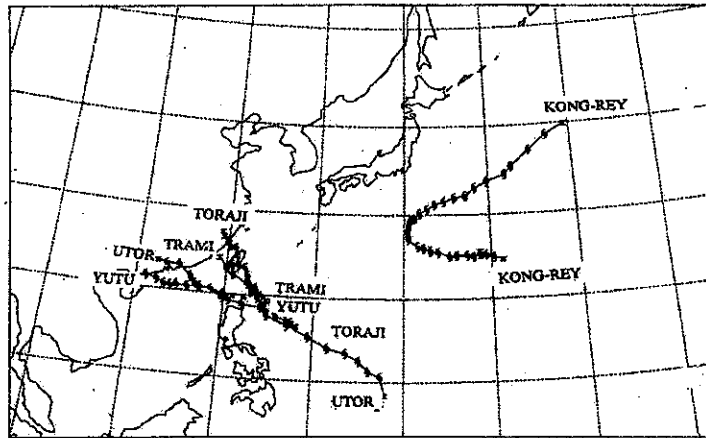 KONG-REY
TORAJI
TRAMI
UTOR
YUTU
KONG-REY
TRAMI
YUTU
TORAJI
UTOR